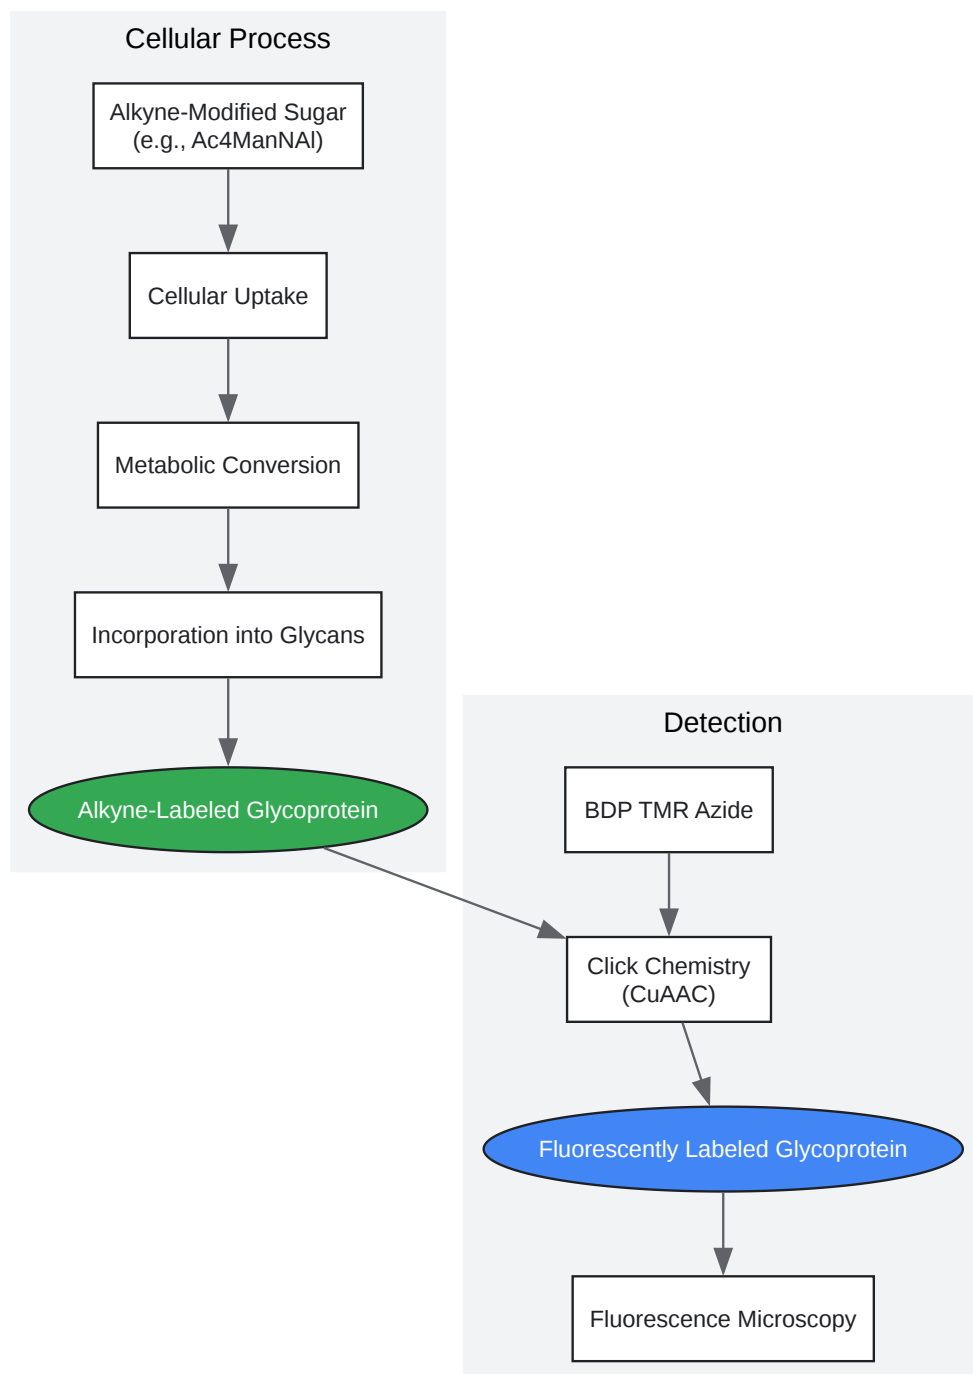 Cellular Process
Alkyne-Modified Sugar
(e.g., Ac4ManNAl)
Cellular Uptake
Metabolic Conversion
Incorporation into Glycans
Alkyne-Labeled Glycoprotein
Detection
BDP TMR Azide
Click Chemistry
(CuAAC)
Fluorescently Labeled Glycoprotein
Fluorescence Microscopy